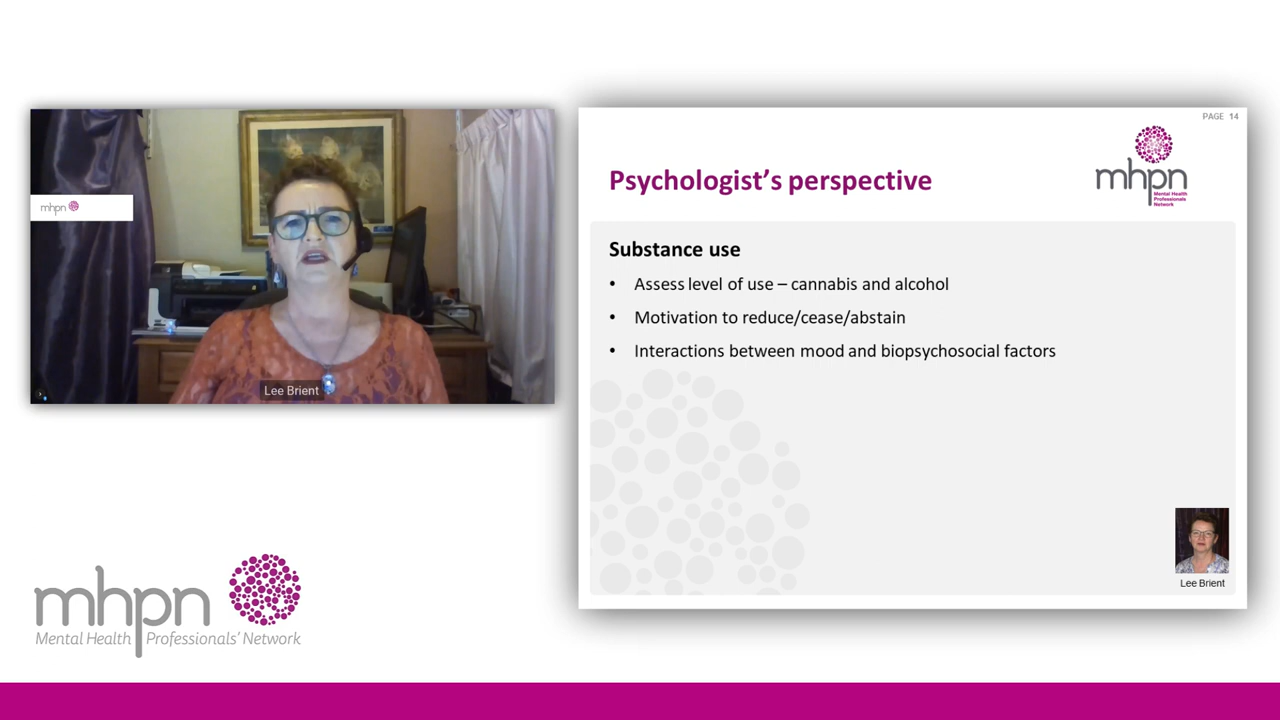 mhpn
Lee Brient
mhpn
Mental Health Professionals' Network
PAGE 14
Psychologist's perspective
mhpn
Mental Health
Professionals
Network
Substance use
• Assess level of use – cannabis and alcohol
• Motivation to reduce/cease/abstain
• Interactions between mood and biopsychosocial factors
Lee Brient